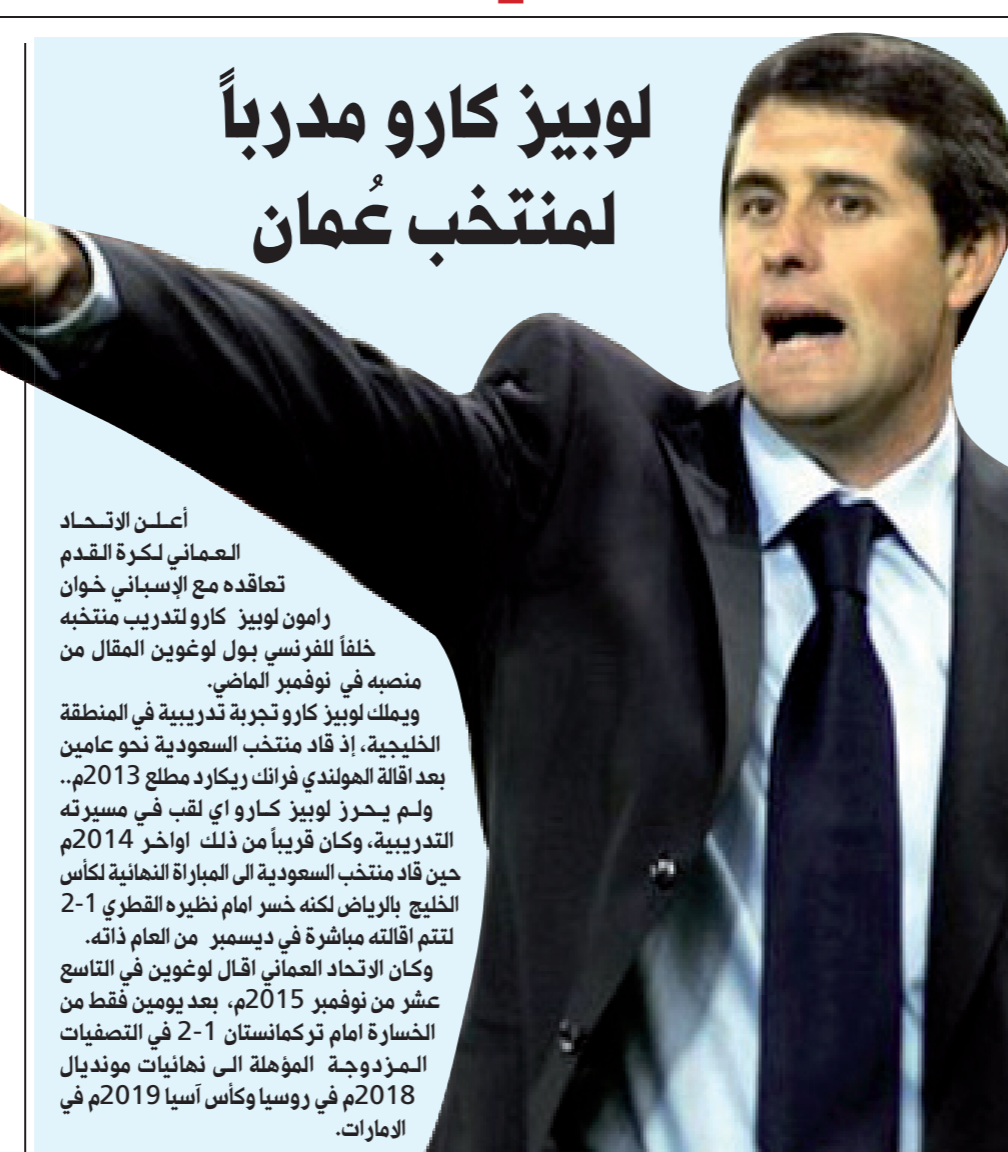 لوبيز كارو مدرباً
لمنتخب عُمان
أعلن الاتحاد
العماني لكرة القدم
تعاقده مع الإسباني خوان
رامون لوبيز كارو لتدريب منتخبه
خلفاً للفرنسي بول لوغوين المقال من
منصبه في نوفمبر الماضي.
ويملك لوبيز كارو تجربة تدريبية في المنطقة
الخليجية، إذ قاد منتخب السعودية نحو عامين
بعد اقالة الهولندي فرانك ريكارد مطلع 2013م..
ولم يحرز لوبيز كارو اي لقب في مسيرته
التدريبية، وكان قريباً من ذلك اواخر 2014م
حين قاد منتخب السعودية الى المباراة النهائية لكأس
الخليج بالرياض لكنه خسر امام نظيره القطري 1-2
لتتم اقالته مباشرة في ديسمبر من العام ذاته.
وكان الاتحاد العماني اقال لوغوين في التاسع
عشر من نوفمبر 2015م، بعد يومين فقط من
الخسارة امام تركمانستان 1-2 في التصفيات
المزدوجة المؤهلة الى نهائيات مونديال
2018م في روسيا وكأس آسيا 2019م في
الامارات.